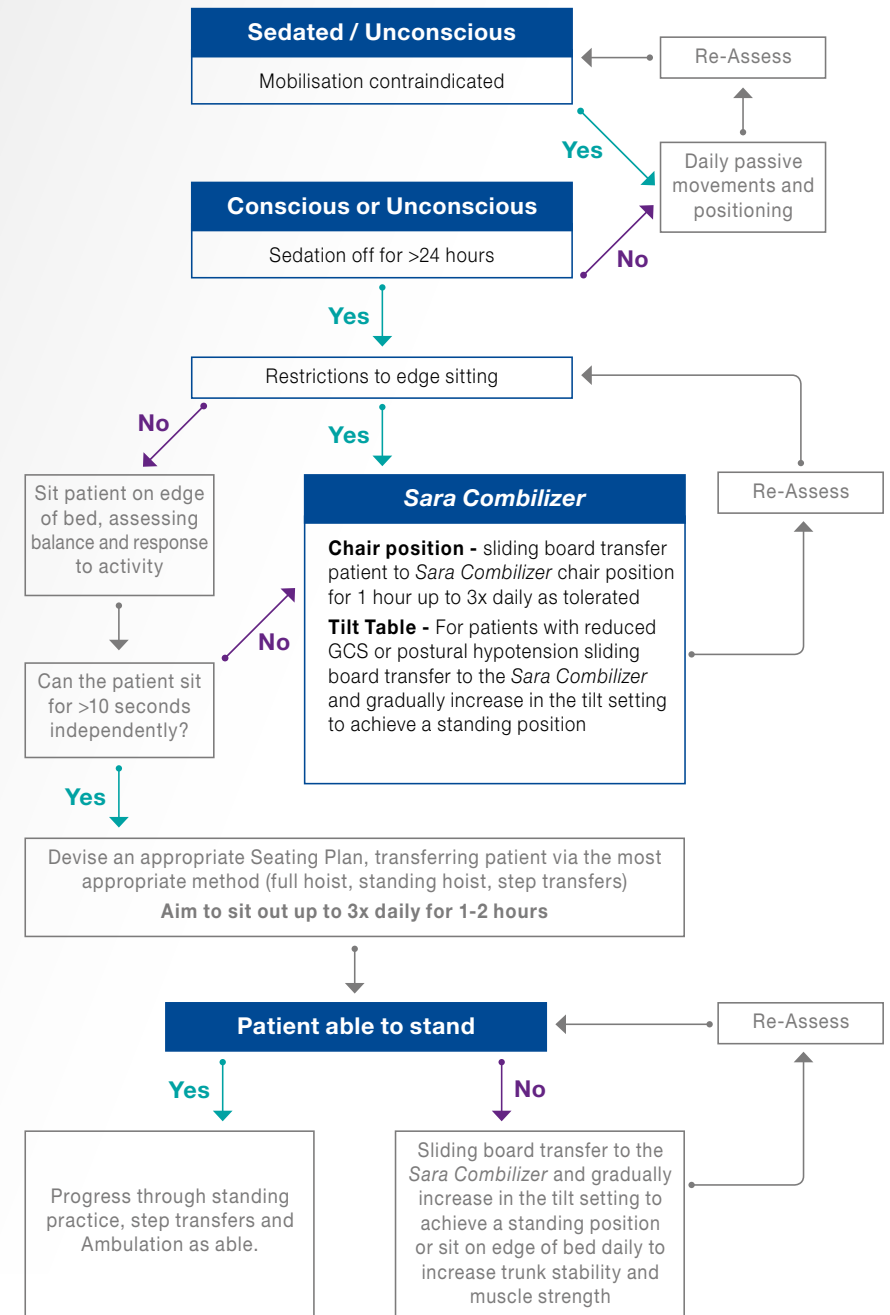 Sedated / Unconscious
Re-Assess
Mobilisation contraindicated
Yes
Daily passive
movements and
positioning
Conscious or Unconscious
Sedation off for >24 hours
No
Yes
Restrictions to edge sitting
No
Yes
Sit patient on edge
of bed, assessing
balance and response
to activity
Sara Combilizer
Re-Assess
Chair position - sliding board transfer
patient to Sara Combilizer chair position
for 1 hour up to 3x daily as tolerated
Tilt Table - For patients with reduced
GCS or postural hypotension sliding
board transfer to the Sara Combilizer
and gradually increase in the tilt setting
to achieve a standing position
No
Can the patient sit
for >10 seconds
independently?
Yes
Devise an appropriate Seating Plan, transferring patient via the most
appropriate method (full hoist, standing hoist, step transfers)
Aim to sit out up to 3x daily for 1-2 hours
Patient able to stand
Re-Assess
Yes
No
Progress through standing
practice, step transfers and
Ambulation as able.
Sliding board transfer to the
Sara Combilizer and gradually
increase in the tilt setting to
achieve a standing position
or sit on edge of bed daily to
increase trunk stability and
muscle strength